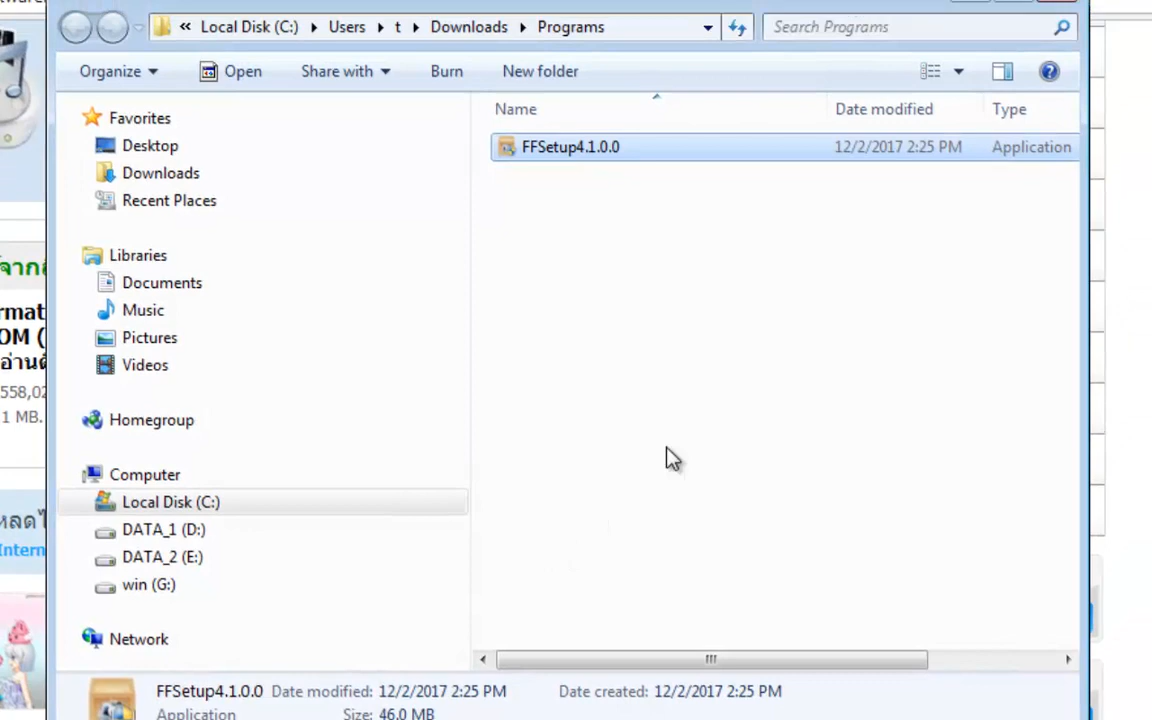 « Local Disk (C:) Users t Downloads Programs
Search Programs
Organize Open Share with Burn New folder
Name Date modified Type
FFSetup4.1.0.0 12/2/2017 2:25 PM Application
Favorites
Desktop
Downloads
Recent Places
Libraries
Documents
Music
Pictures
Videos
Homegroup
Computer
Local Disk (C:)
DATA_1 (D:)
DATA_2 (E:)
win (G:)
Network
FFSetup4.1.0.0 Date modified: 12/2/2017 2:25 PM Date created: 12/2/2017 2:25 PM
Application Size: 46.0 MB
1 MB.